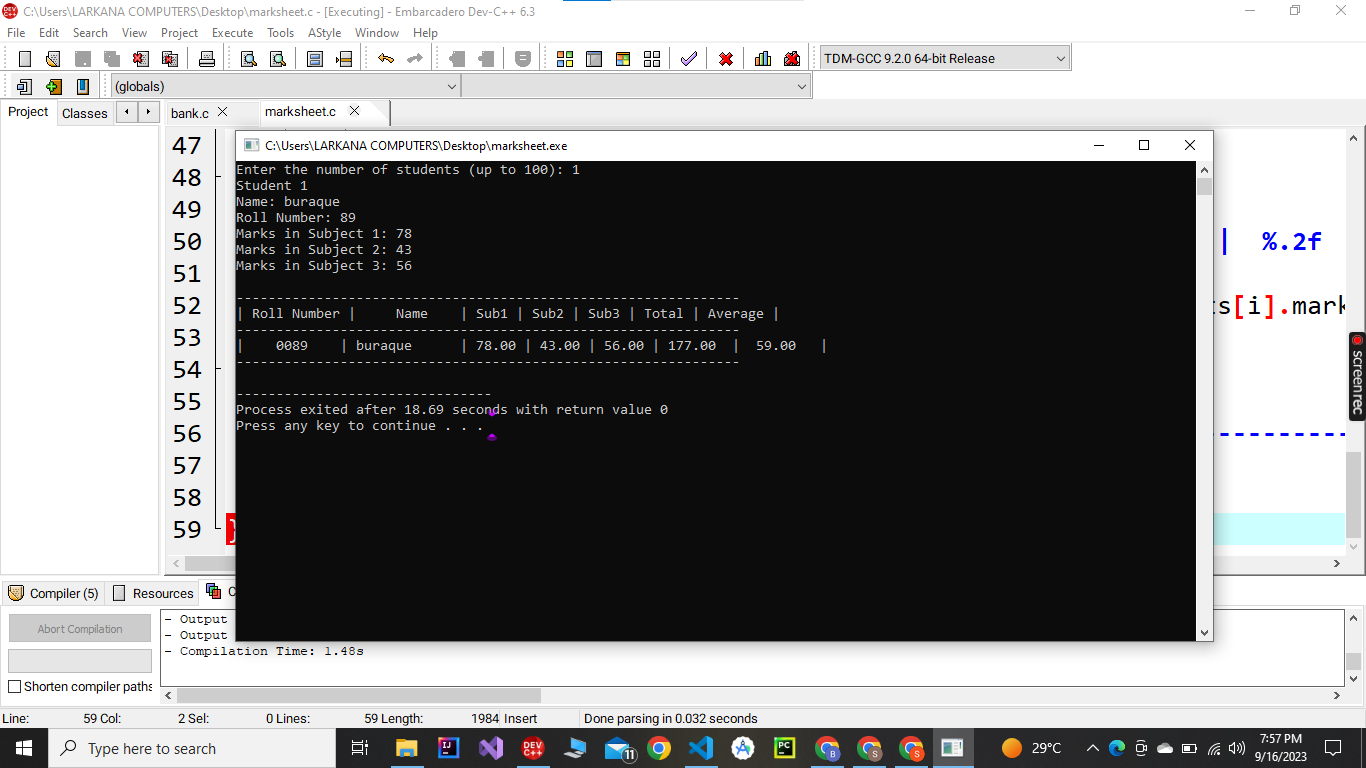 C:\Users\LARKANA COMPUTERS\Desktop\marksheet.c - [Executing] - Embarcadero Dev-C++ 6.3
File Edit Search View Project Execute Tools AStyle Window Help
TDM-GCC 9.2.0 64-bit Release
(globals)
Project Classes bank.c marksheet.c
C:\Users\LARKANA COMPUTERS\Desktop\marksheet.exe
47
48
49
50 | %.2f
51
52 [i].mark
53
54
55
56 -----------
57
58
59 }
Enter the number of students (up to 100): 1
Student 1
Name: buraque
Roll Number: 89
Marks in Subject 1: 78
Marks in Subject 2: 43
Marks in Subject 3: 56
---------------------------------------------------------------
| Roll Number |     Name    | Sub1 | Sub2 | Sub3 | Total | Average |
---------------------------------------------------------------
|    0089    | buraque      | 78.00 | 43.00 | 56.00 | 177.00  |  59.00   |
---------------------------------------------------------------
--------------------------------
Process exited after 18.69 seconds with return value 0
Press any key to continue . . .
screenrec
Compiler (5) Resources C
Abort Compilation
Shorten compiler paths
- Output
- Output
- Compilation Time: 1.48s
Line: 59 Col: 2 Sel: 0 Lines: 59 Length: 1984 Insert Done parsing in 0.032 seconds
Type here to search
DEV C++
IJ
PC
11
B
S
S
29°C
7:57 PM
9/16/2023